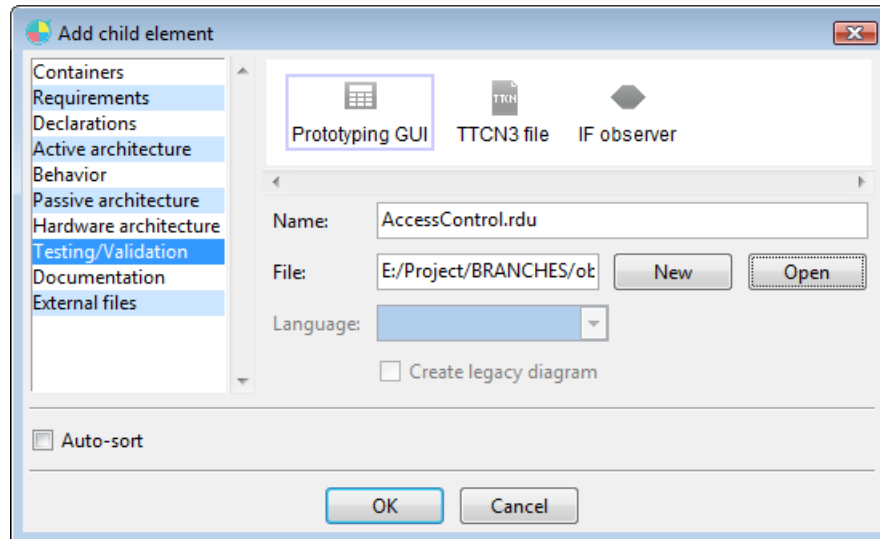 Add child element
Containers
Requirements
Declarations
Active architecture
Behavior
Passive architecture
Hardware architecture
Testing/Validation
Documentation
External files
TTCN
Prototyping GUI
TTCN3 file
IF observer
Name:
AccessControl.rdu
File:
E:/Project/BRANCHES/ob
New
Open
Language:
Create legacy diagram
Auto-sort
OK
Cancel